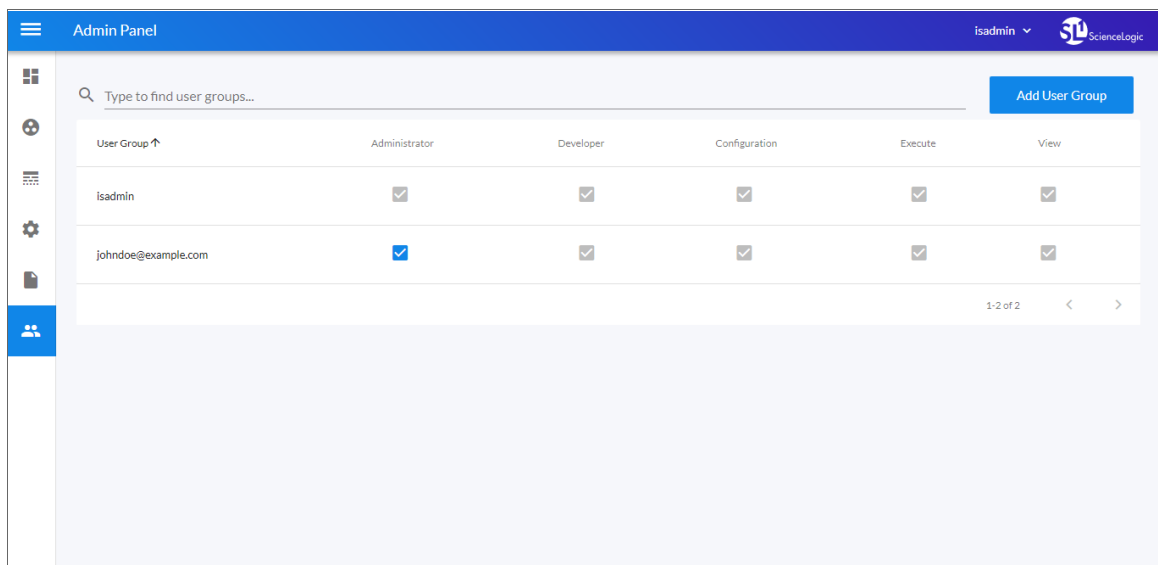 Admin Panel
isadmin
SL1 ScienceLogic
Type to find user groups...
Add User Group
User Group Administrator Developer Configuration Execute View
isadmin
johndoe@example.com
1-2 of 2